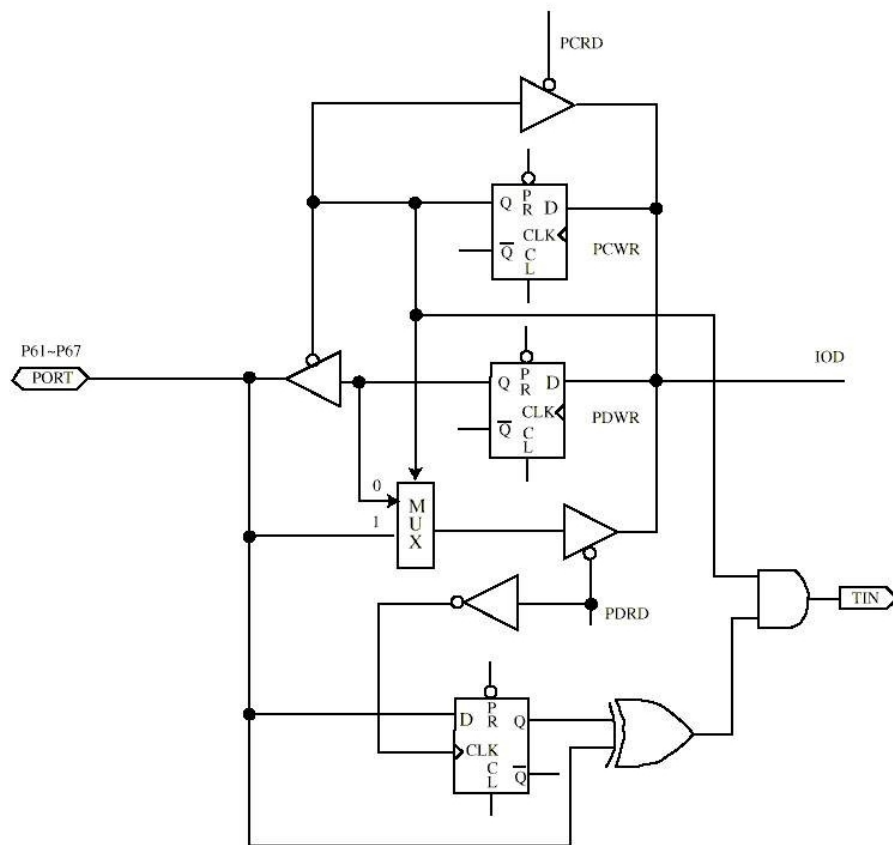 PCRD
P
Q R D
CLK
Q C
L
PCWR
P61~P67
PORT
IOD
P
Q R D
CLK
Q C
L
PDWR
0
1
M
U
X
PDRD
TIN
P
D R Q
CLK
C Q
L